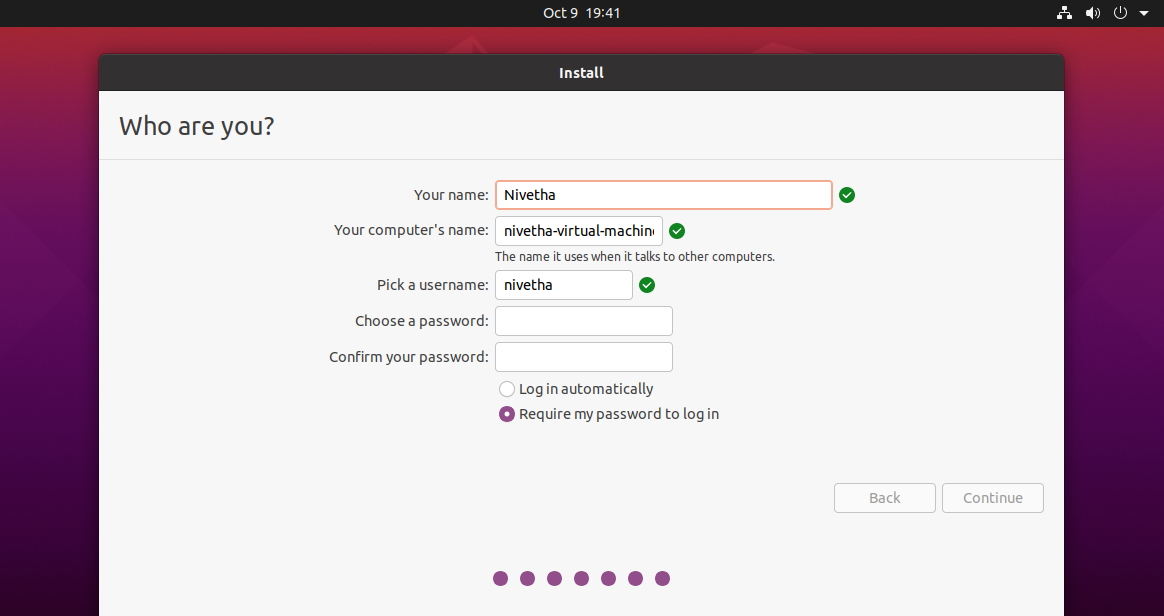 Oct 9 19:41
Install
Who are you?
Your name: Nivetha
Your computer's name: nivetha-virtual-machin
The name it uses when it talks to other computers.
Pick a username: nivetha
Choose a password:
Confirm your password:
Log in automatically
Require my password to log in
Back Continue